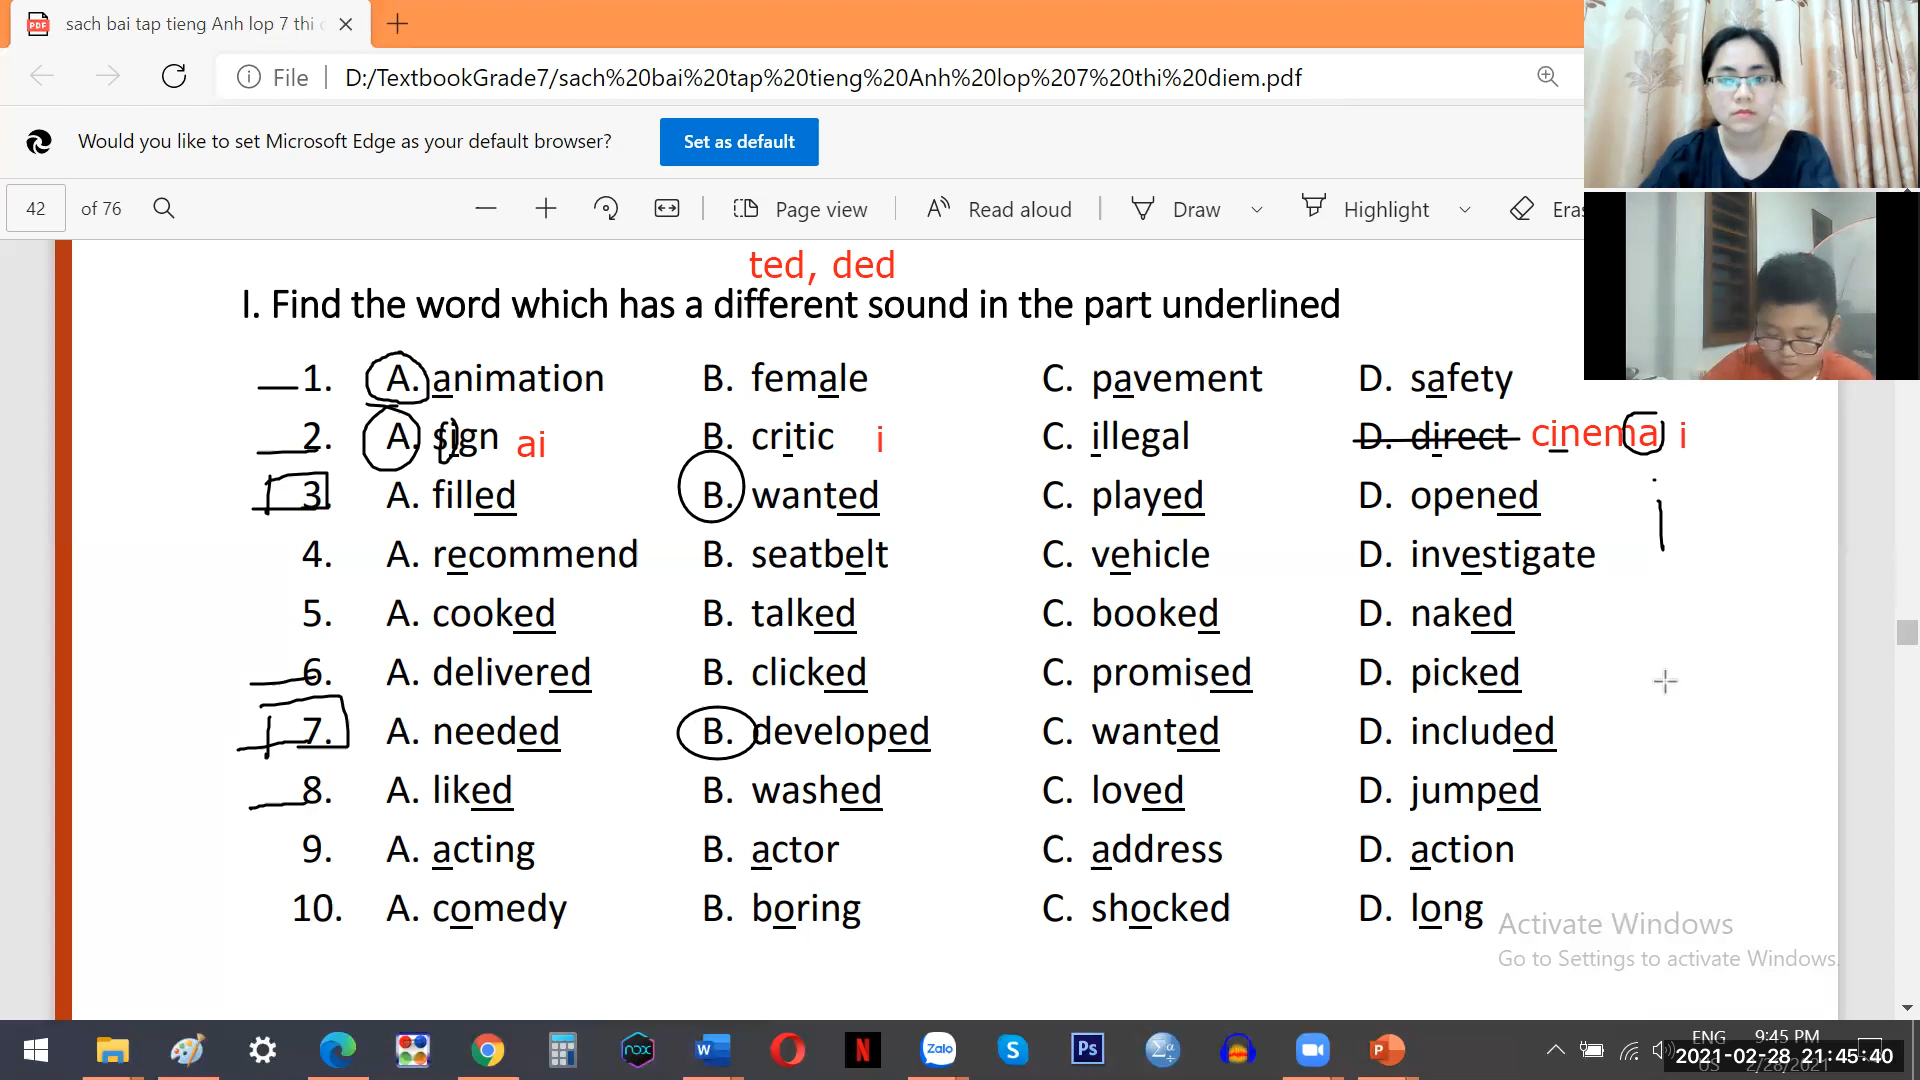 sach bai tap tieng Anh lop 7 thi
File D:/TextbookGrade7/sach%20bai%20tap%20tieng%20Anh%20lop%207%20thi%20diem.pdf
Would you like to set Microsoft Edge as your default browser? Set as default
42 of 76 Page view Read aloud Draw Highlight Eras
ted, ded
I. Find the word which has a different sound in the part underlined
1. A. animation B. female C. pavement D. safety
2. A. sign ai B. critic i C. illegal D. direct cinema i
3. A. filled B. wanted C. played D. opened i
4. A. recommend B. seatbelt C. vehicle D. investigate
5. A. cooked B. talked C. booked D. naked
6. A. delivered B. clicked C. promised D. picked
7. A. needed B. developed C. wanted D. included
8. A. liked B. washed C. loved D. jumped
9. A. acting B. actor C. address D. action
10. A. comedy B. boring C. shocked D. long
Activate Windows
Go to Settings to activate Windows.
nox W N Zalo S Ps Σα P
ENG 9:45 PM
2021-02-28 21:45:40